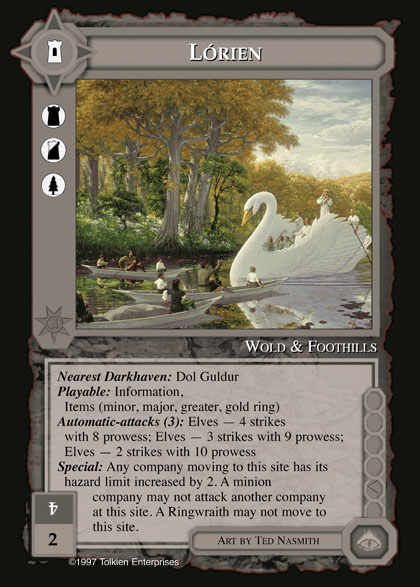 LÓRIEN
WOLD & FOOTHILLS
Nearest Darkhaven: Dol Guldur
Playable: Information,
Items (minor, major, greater, gold ring)
Automatic-attacks (3): Elves — 4 strikes
with 8 prowess; Elves — 3 strikes with 9 prowess;
Elves — 2 strikes with 10 prowess
Special: Any company moving to this site has its
hazard limit increased by 2. A minion
company may not attack another company
at this site. A Ringwraith may not move to
this site.
2
ART BY TED NASMITH
©1997 Tolkien Enterprises